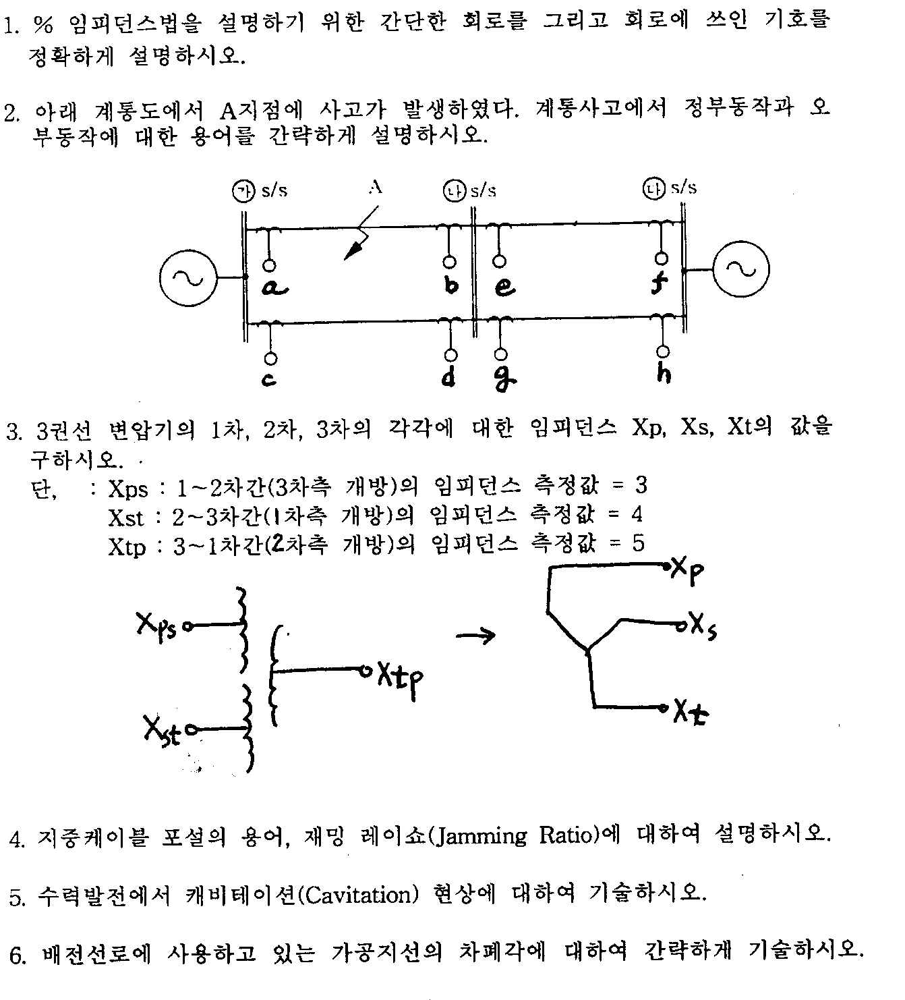 1. % 임피던스법을 설명하기 위한 간단한 회로를 그리고 회로에 쓰인 기호를
정확하게 설명하시오.
2. 아래 계통도에서 A지점에 사고가 발생하였다. 계통사고에서 정부동작과 오
부동작에 대한 용어를 간략하게 설명하시오.
가 s/s A 나 s/s 나 s/s
a b e f
c d g h
3. 3권선 변압기의 1차, 2차, 3차의 각각에 대한 임피던스 Xp, Xs, Xt의 값을
구하시오.
단, : Xps : 1~2차간(3차측 개방)의 임피던스 측정값 = 3
Xst : 2~3차간(1차측 개방)의 임피던스 측정값 = 4
Xtp : 3~1차간(2차측 개방)의 임피던스 측정값 = 5
Xp
Xps → Xs
Xtp
Xst Xt
4. 지중케이블 포설의 용어, 재밍 레이쇼(Jamming Ratio)에 대하여 설명하시오.
5. 수력발전에서 캐비테이션(Cavitation) 현상에 대하여 기술하시오.
6. 배전선로에 사용하고 있는 가공지선의 차폐각에 대하여 간략하게 기술하시오.